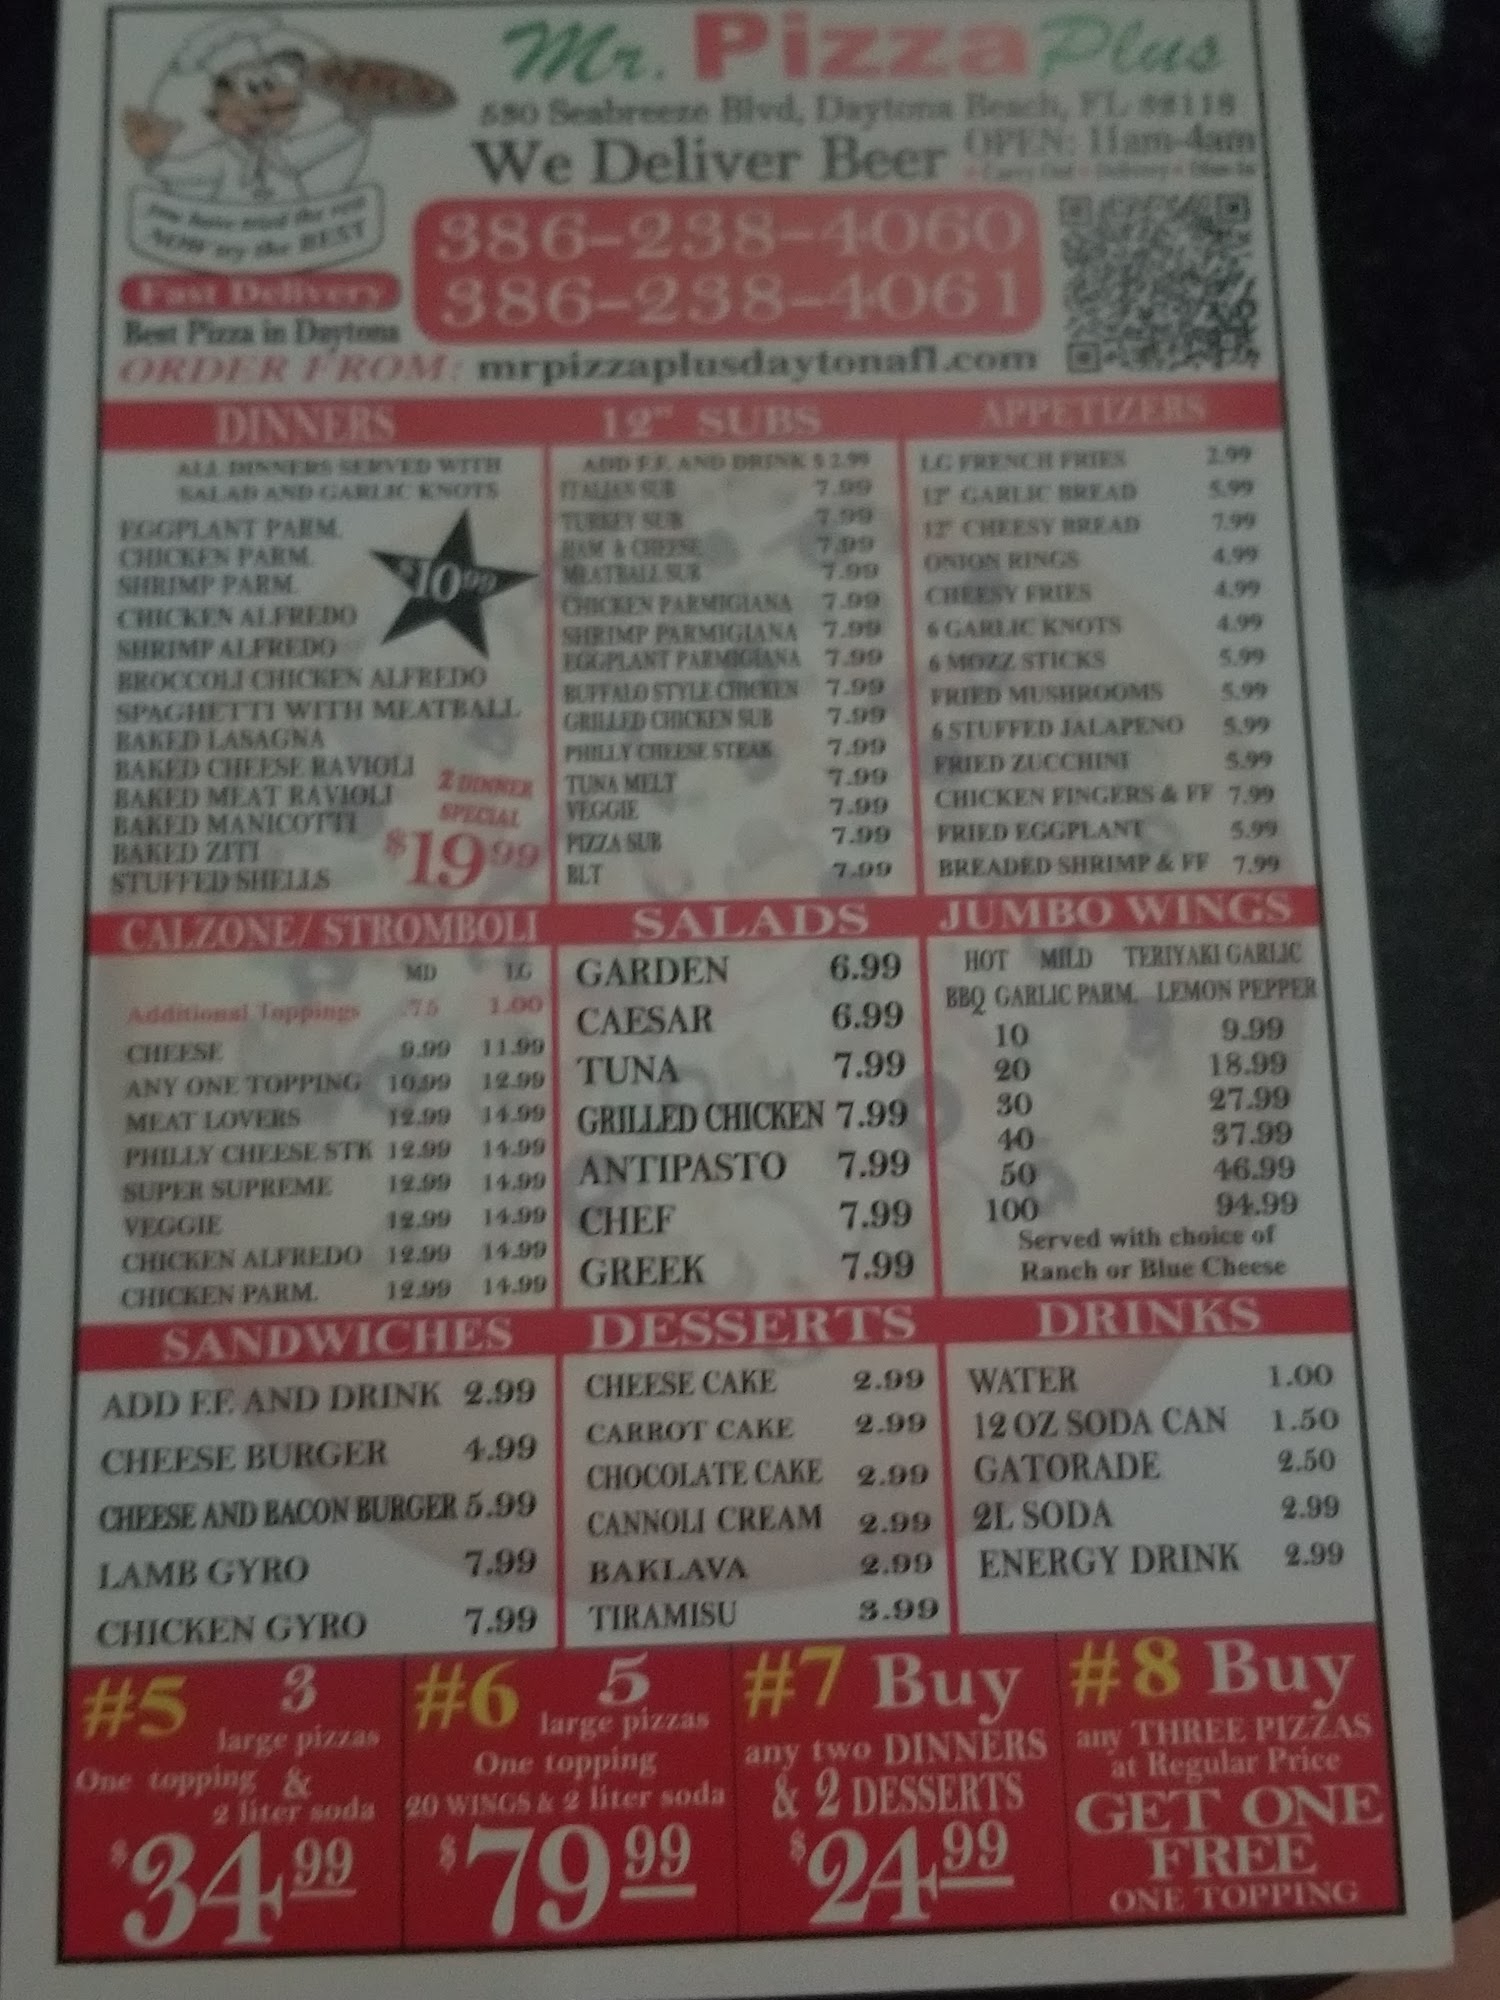 Mr. Pizza Plus
580 Seabreeze Blvd, Daytona Beach, FL 32118
We Deliver Beer
OPEN: 11am-4am
Carry Out • Delivery • Dine In
you have tried the rest
NOW try the BEST
Fast Delivery
Best Pizza in Daytona
386-238-4060
386-238-4061
ORDER FROM: mrpizzaplusdaytonafl.com
DINNERS
ALL DINNERS SERVED WITH
SALAD AND GARLIC KNOTS
$10.99
EGGPLANT PARM.
CHICKEN PARM.
SHRIMP PARM.
CHICKEN ALFREDO
SHRIMP ALFREDO
BROCCOLI CHICKEN ALFREDO
SPAGHETTI WITH MEATBALL
BAKED LASAGNA
BAKED CHEESE RAVIOLI
BAKED MEAT RAVIOLI
BAKED MANICOTTI
BAKED ZITI
STUFFED SHELLS
2 DINNER
SPECIAL
$19.99
12" SUBS
ADD F.F. AND DRINK $ 2.99
ITALIAN SUB 7.99
TURKEY SUB 7.99
HAM & CHEESE 7.99
MEATBALL SUB 7.99
CHICKEN PARMIGIANA 7.99
SHRIMP PARMIGIANA 7.99
EGGPLANT PARMIGIANA 7.99
BUFFALO STYLE CHICKEN 7.99
GRILLED CHICKEN SUB 7.99
PHILLY CHEESE STEAK 7.99
TUNA MELT 7.99
VEGGIE 7.99
PIZZA SUB 7.99
BLT 7.99
APPETIZERS
LG FRENCH FRIES 2.99
12" GARLIC BREAD 5.99
12" CHEESY BREAD 7.99
ONION RINGS 4.99
CHEESY FRIES 4.99
6 GARLIC KNOTS 4.99
6 MOZZ STICKS 5.99
FRIED MUSHROOMS 5.99
6 STUFFED JALAPENO 5.99
FRIED ZUCCHINI 5.99
CHICKEN FINGERS & FF 7.99
FRIED EGGPLANT 5.99
BREADED SHRIMP & FF 7.99
CALZONE/ STROMBOLI
MD LG
Additional Toppings .75 1.00
CHEESE 9.99 11.99
ANY ONE TOPPING 10.99 12.99
MEAT LOVERS 12.99 14.99
PHILLY CHEESE STK 12.99 14.99
SUPER SUPREME 12.99 14.99
VEGGIE 12.99 14.99
CHICKEN ALFREDO 12.99 14.99
CHICKEN PARM. 12.99 14.99
SALADS
GARDEN 6.99
CAESAR 6.99
TUNA 7.99
GRILLED CHICKEN 7.99
ANTIPASTO 7.99
CHEF 7.99
GREEK 7.99
JUMBO WINGS
HOT MILD TERIYAKI GARLIC
BBQ GARLIC PARM. LEMON PEPPER
10 9.99
20 18.99
30 27.99
40 37.99
50 46.99
100 94.99
Served with choice of
Ranch or Blue Cheese
SANDWICHES
ADD F.F. AND DRINK 2.99
CHEESE BURGER 4.99
CHEESE AND BACON BURGER 5.99
LAMB GYRO 7.99
CHICKEN GYRO 7.99
DESSERTS
CHEESE CAKE 2.99
CARROT CAKE 2.99
CHOCOLATE CAKE 2.99
CANNOLI CREAM 2.99
BAKLAVA 2.99
TIRAMISU 3.99
DRINKS
WATER 1.00
12 OZ SODA CAN 1.50
GATORADE 2.50
2L SODA 2.99
ENERGY DRINK 2.99
#5 3
large pizzas
One topping &
2 liter soda
$34.99
#6 5
large pizzas
One topping
20 WINGS & 2 liter soda
$79.99
#7 Buy
any two DINNERS
& 2 DESSERTS
$24.99
#8 Buy
any THREE PIZZAS
at Regular Price
GET ONE
FREE
ONE TOPPING